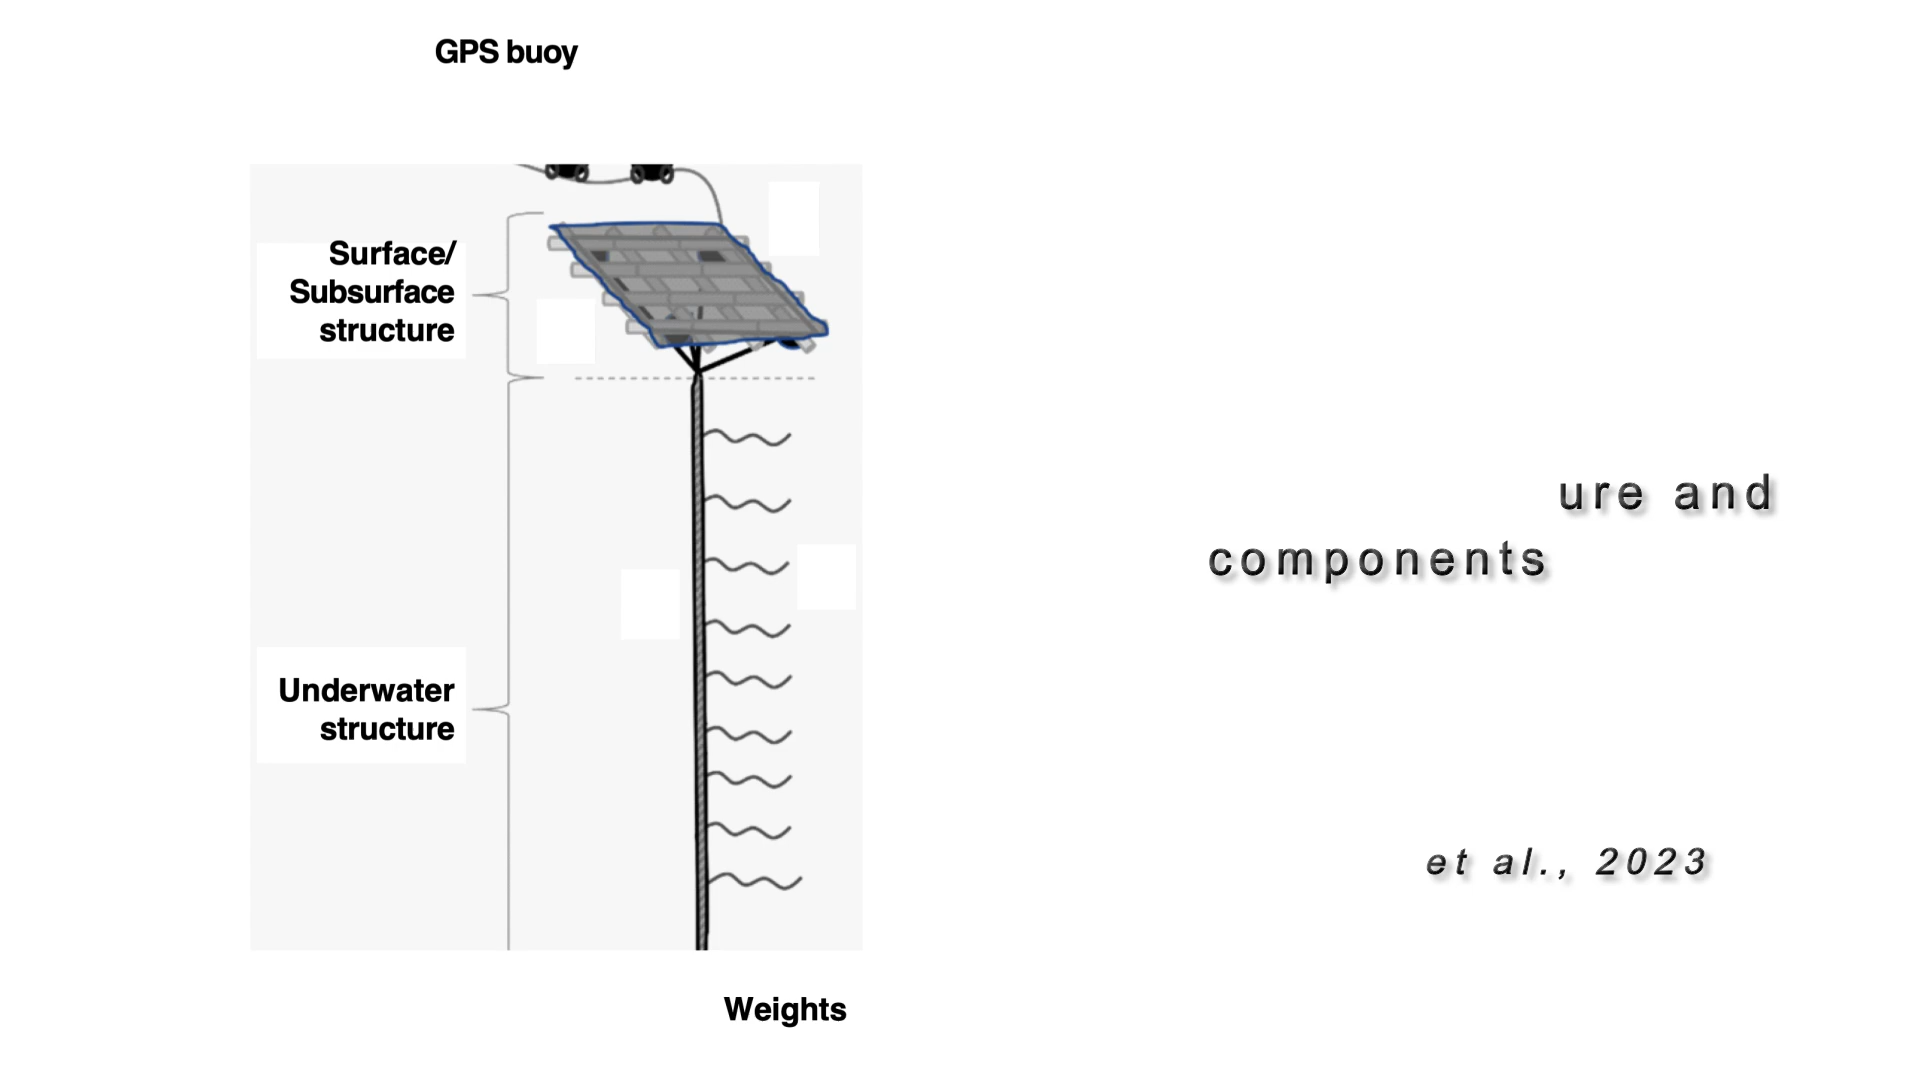 GPS buoy
Surface/
Subsurface
structure
Underwater
structure
Weights
ure and
components
et al., 2023